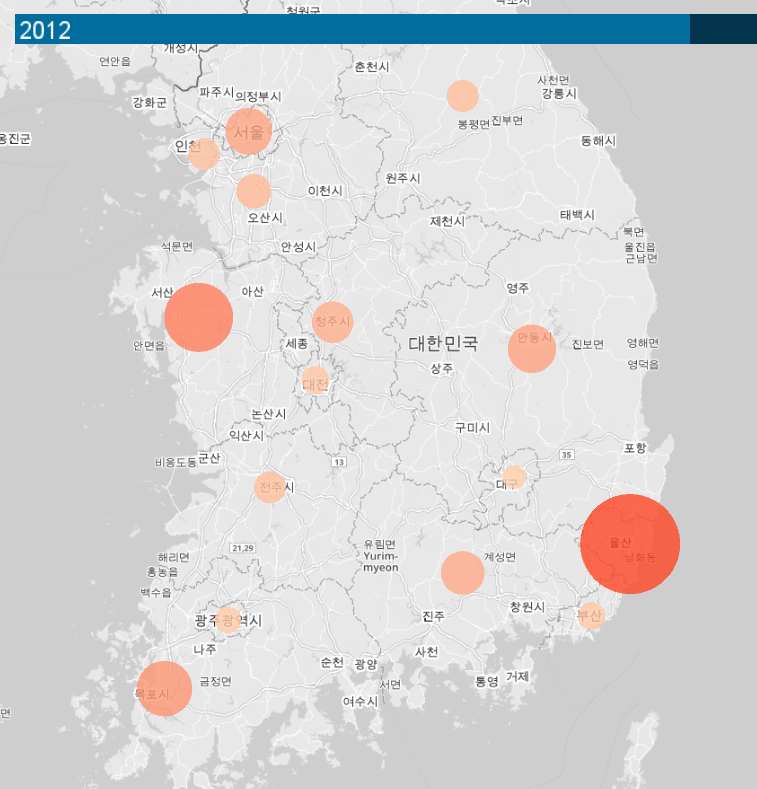 철원군
속초시
2012
개성시
연안읍
춘천시
사천면
강릉시
파주시
의정부시
강화군
봉평면
진부면
옹진군
서울
인천
동해시
원주시
이천시
오산시
제천시
태백시
북면
울진읍
근남면
석문면
안성시
영주
서산
아산
청주시
안동시
대한민국
세종
안면읍
진보면
영해면
영덕읍
상주
대전
논산시
익산시
구미시
포항
35
13
비응도동
군산
대구
전주시
21,29
유림면
Yurim-
myeon
계성면
울산
남화동
해리면
홍농읍
백수읍
창원시
부산
진주
광주광역시
나주
사천
순천
광양
금정면
서면
통영
거제
목포시
여수시
면